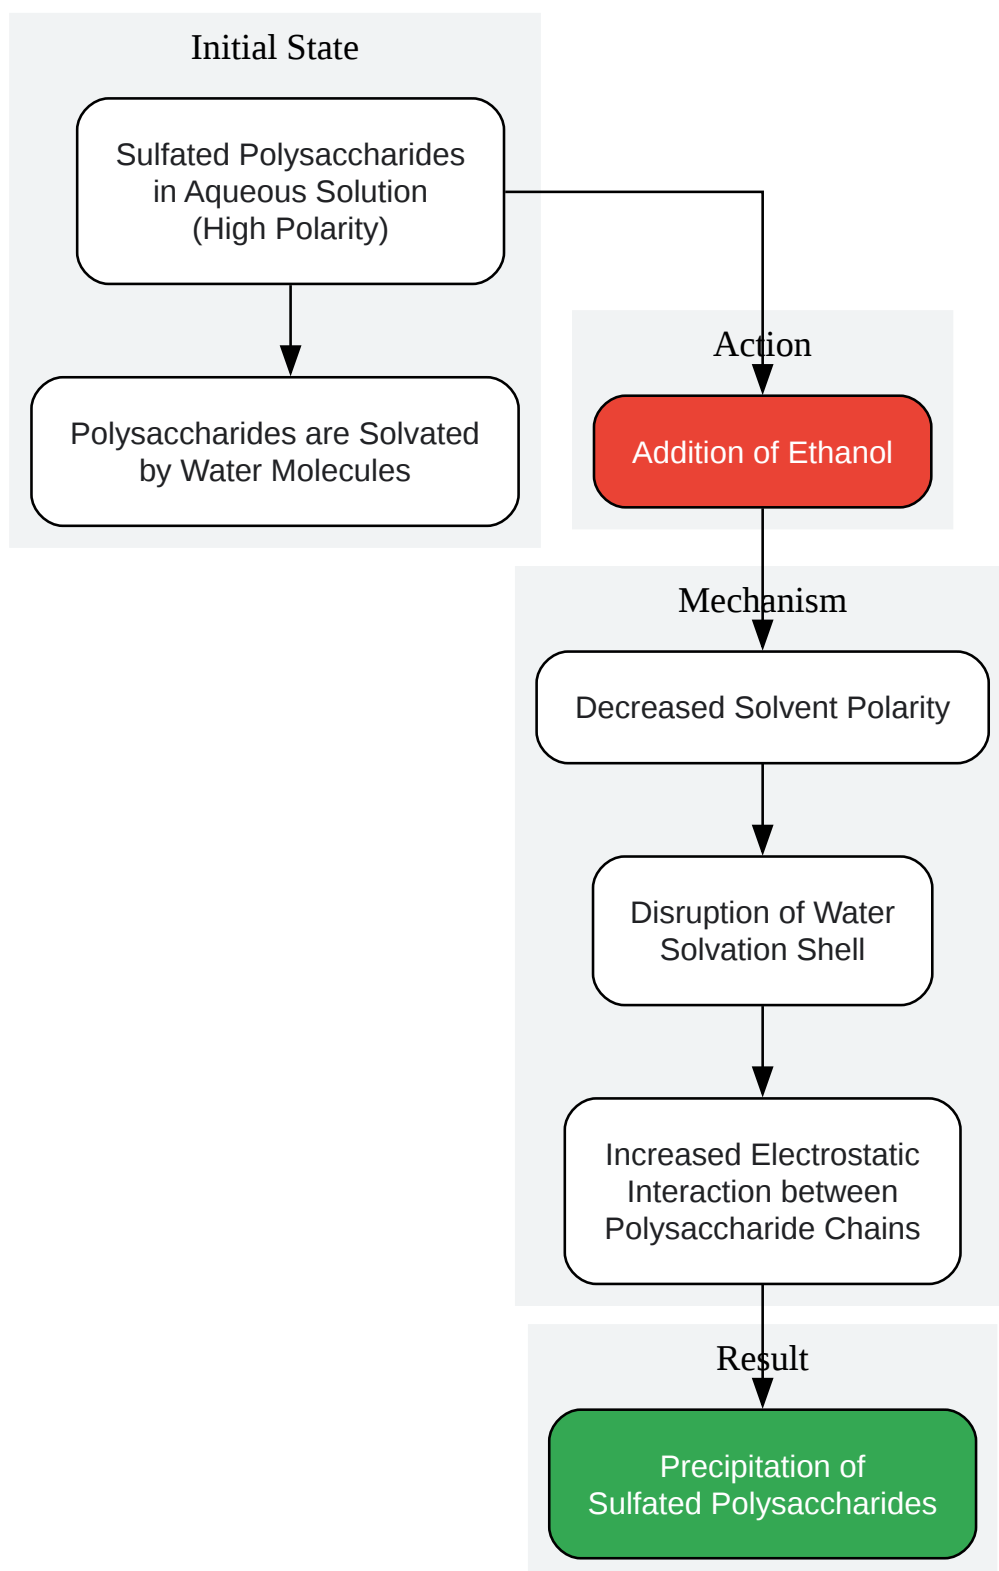 Initial State
Sulfated Polysaccharides
in Aqueous Solution
(High Polarity)
Polysaccharides are Solvated
by Water Molecules
Action
Addition of Ethanol
Mechanism
Decreased Solvent Polarity
Disruption of Water
Solvation Shell
Increased Electrostatic
Interaction between
Polysaccharide Chains
Result
Precipitation of
Sulfated Polysaccharides